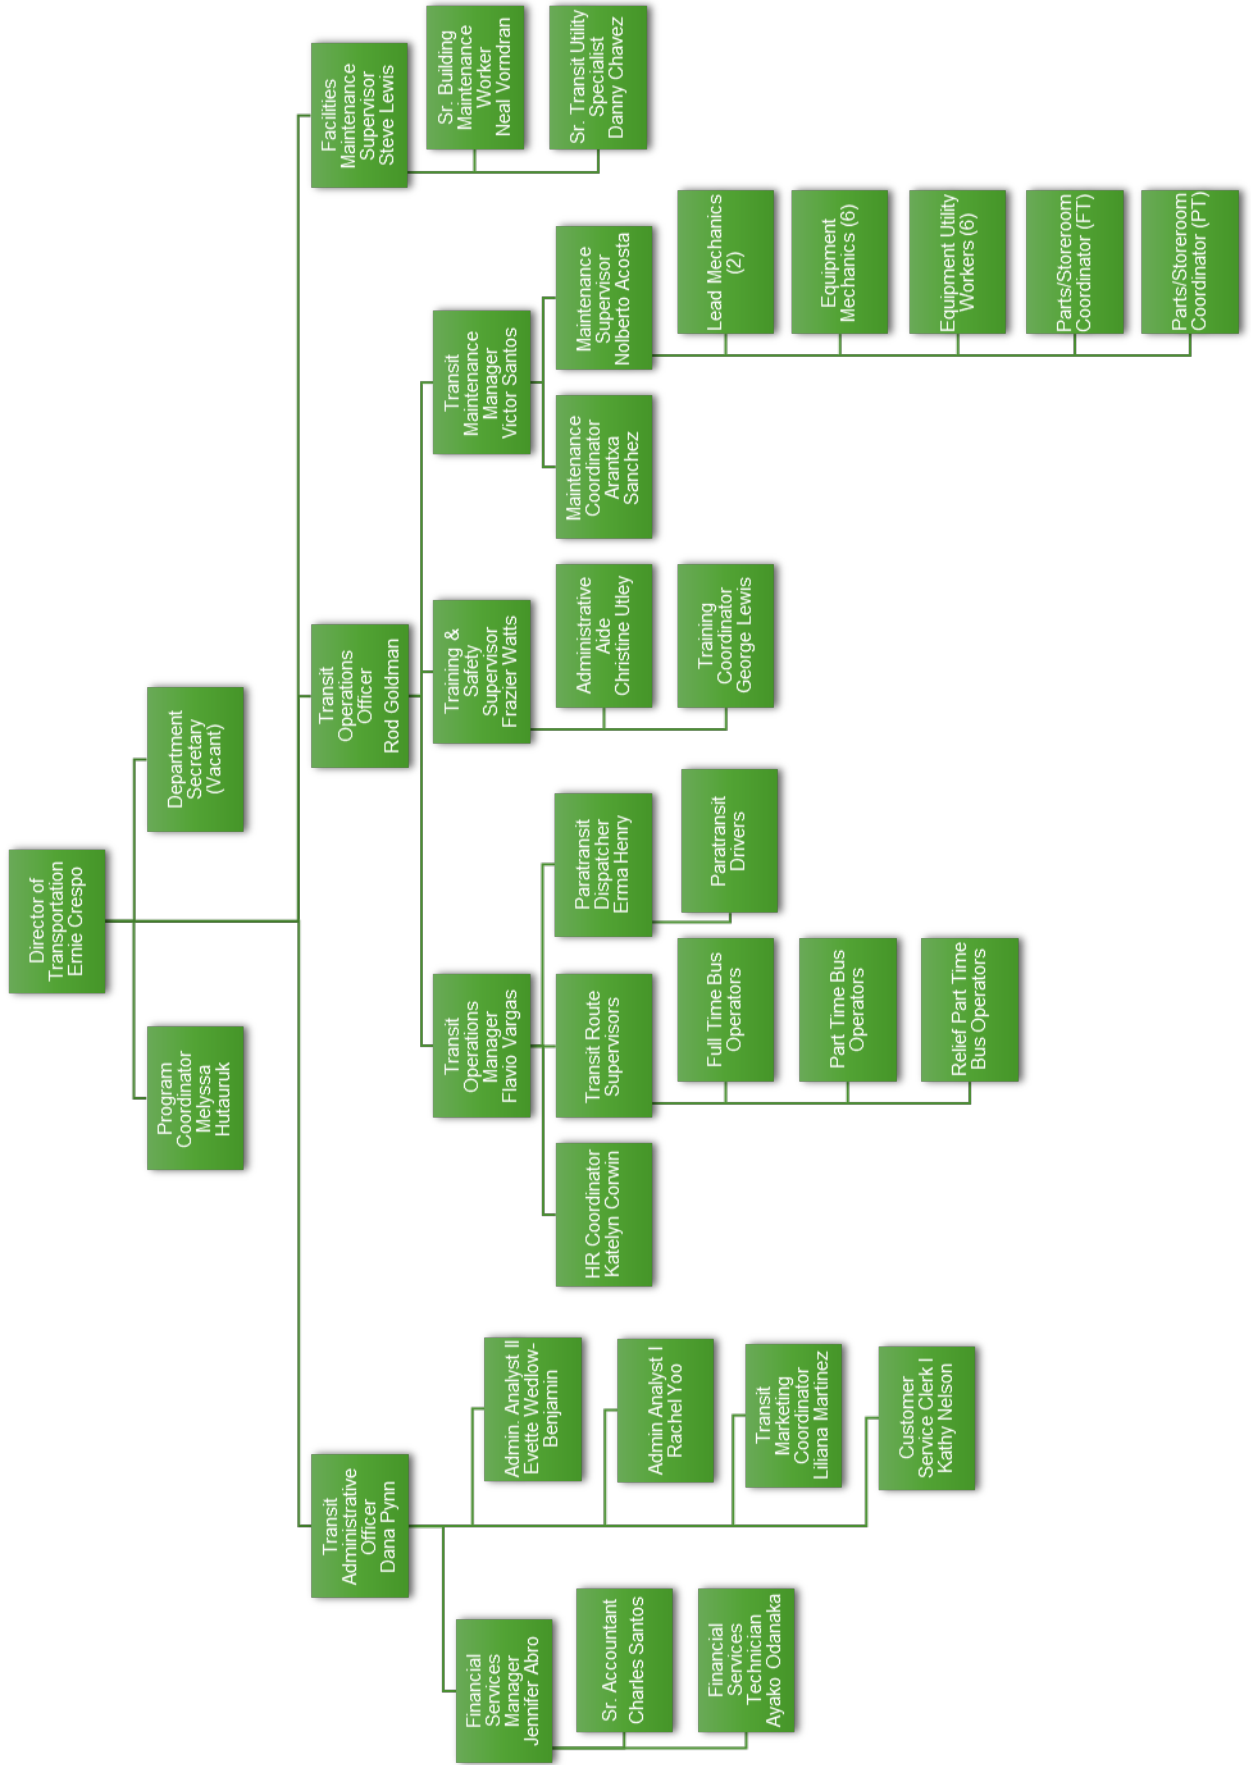 Director of
Transportation
Ernie Crespo
Program
Coordinator
Melyssa
Hutauruk
Department
Secretary
(Vacant)
Transit
Administrative
Officer
Dana Pynn
Financial
Services
Manager
Jennifer Abro
Sr. Accountant
Charles Santos
Financial
Services
Technician
Ayako Odanaka
Admin. Analyst II
Evette Wedlow-
Benjamin
Admin Analyst I
Rachel Yoo
Transit
Marketing
Coordinator
Liliana Martinez
Customer
Service Clerk I
Kathy Nelson
Transit
Operations
Officer
Rod Goldman
Transit
Operations
Manager
Flavio Vargas
HR Coordinator
Katelyn Corwin
Transit Route
Supervisors
Full Time Bus
Operators
Part Time Bus
Operators
Relief Part Time
Bus Operators
Paratransit
Dispatcher
Erma Henry
Paratransit
Drivers
Training &
Safety
Supervisor
Frazier Watts
Administrative
Aide
Christine Utley
Training
Coordinator
George Lewis
Transit
Maintenance
Manager
Victor Santos
Maintenance
Coordinator
Arantxa
Sanchez
Maintenance
Supervisor
Nolberto Acosta
Lead Mechanics
(2)
Equipment
Mechanics (6)
Equipment Utility
Workers (6)
Parts/Storeroom
Coordinator (FT)
Parts/Storeroom
Coordinator (PT)
Facilities
Maintenance
Supervisor
Steve Lewis
Sr. Building
Maintenance
Worker
Neal Vorndran
Sr. Transit Utility
Specialist
Danny Chavez